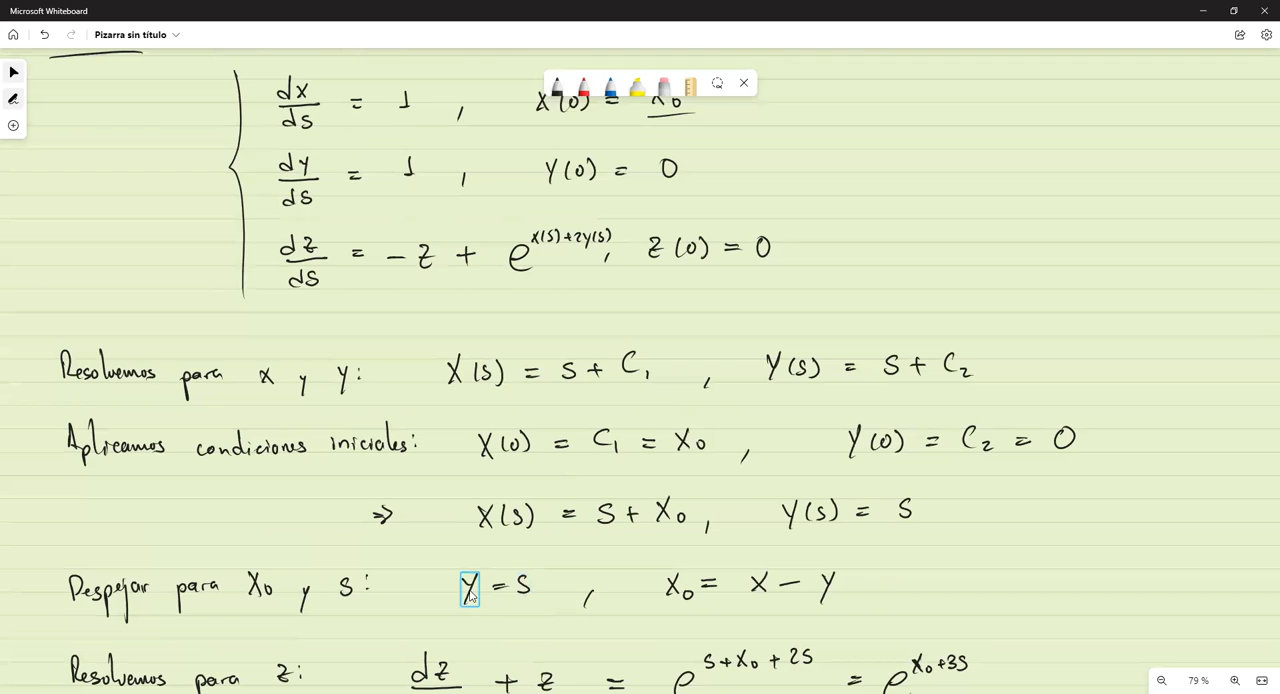 Microsoft Whiteboard
Pizarra sin título
dx/ds = 1 , X(0) = X₀
dy/ds = 1 , Y(0) = 0
dz/ds = - z + e^{X(s)+2y(s)} , z(0) = 0
Resolvemos para x y y: X(s) = s + C₁ , Y(s) = s + C₂
Aplicamos condiciones iniciales: X(0) = C₁ = X₀ , Y(0) = C₂ = 0
⇒ X(s) = s + X₀ , Y(s) = s
Despejar para X₀ y s: Y = s , X₀ = X - Y
Resolvemos para z: dz + z = e^{s+X₀+2s} = e^{X₀+3s}
79 %